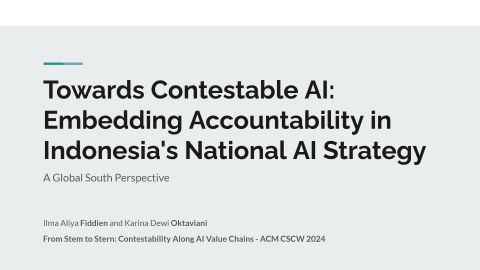 Towards Contestable AI:
Embedding Accountability in
Indonesia's National AI Strategy
A Global South Perspective
Ilma Aliya Fiddien and Karina Dewi Oktaviani
From Stem to Stern: Contestability Along AI Value Chains - ACM CSCW 2024